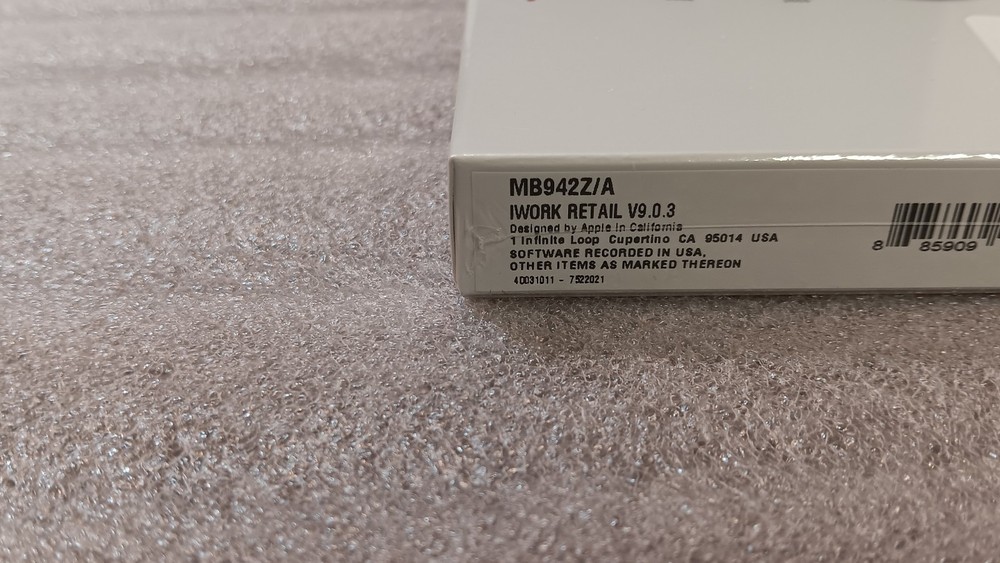 MB942Z/A
IWORK RETAIL V9.0.3
Designed by Apple in California
1 Infinite Loop Cupertino CA 95014 USA
SOFTWARE RECORDED IN USA,
OTHER ITEMS AS MARKED THEREON
4D031011 - 7522021
8 85909